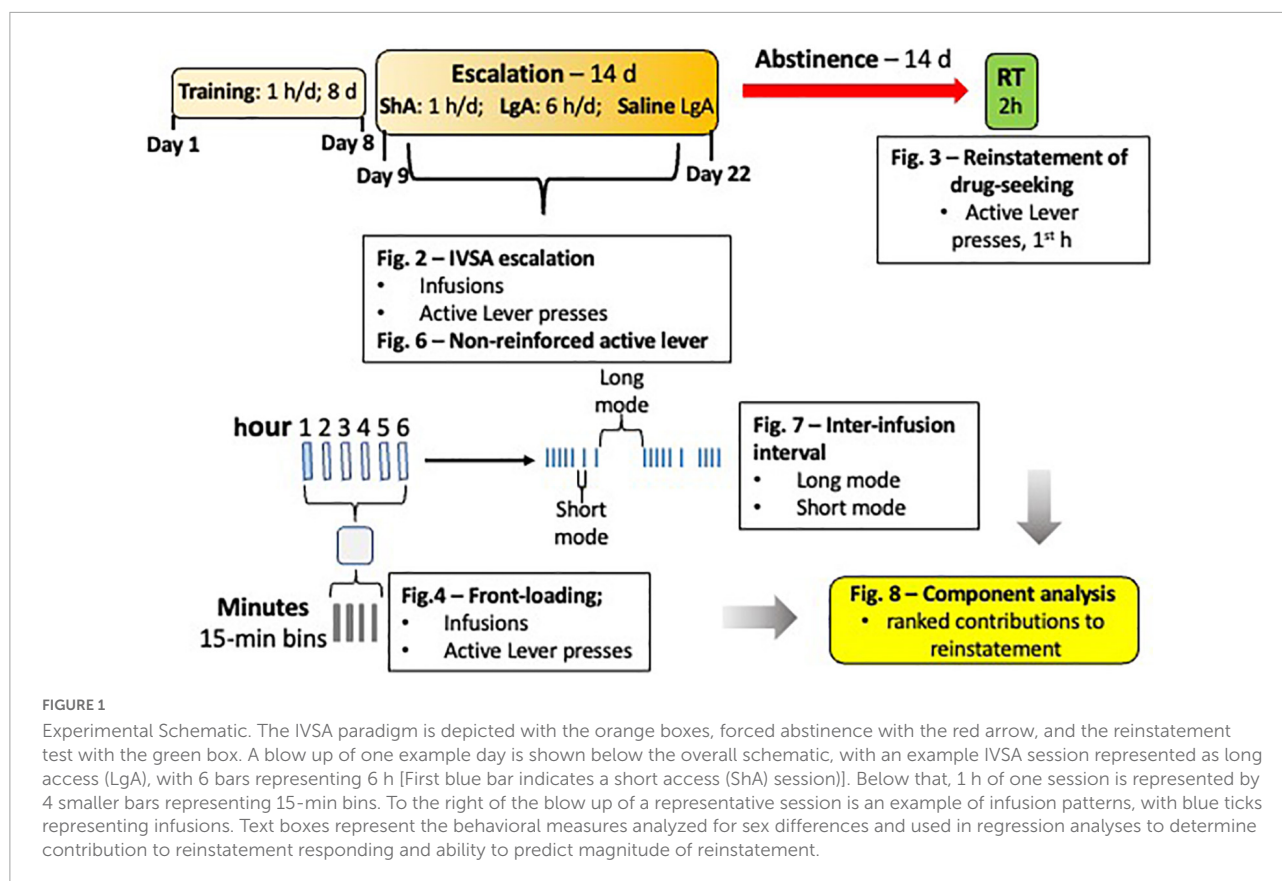 Training: 1 h/d; 8 d
Day 1
Day 8
Escalation – 14 d
ShA: 1 h/d; LgA: 6 h/d; Saline LgA
Day 9
Day 22
Abstinence – 14 d
RT
2h
Fig. 3 – Reinstatement of
drug-seeking
• Active Lever
presses, 1st h
Fig. 2 – IVSA escalation
• Infusions
• Active Lever presses
Fig. 6 – Non-reinforced active lever
hour 1 2 3 4 5 6
Long
mode
Short
mode
Fig. 7 – Inter-infusion
interval
• Long mode
• Short mode
Minutes
15-min bins
Fig.4 – Front-loading;
• Infusions
• Active Lever presses
Fig. 8 – Component analysis
• ranked contributions to
reinstatement
FIGURE 1
Experimental Schematic. The IVSA paradigm is depicted with the orange boxes, forced abstinence with the red arrow, and the reinstatement
test with the green box. A blow up of one example day is shown below the overall schematic, with an example IVSA session represented as long
access (LgA), with 6 bars representing 6 h [First blue bar indicates a short access (ShA) session)]. Below that, 1 h of one session is represented by
4 smaller bars representing 15-min bins. To the right of the blow up of a representative session is an example of infusion patterns, with blue ticks
representing infusions. Text boxes represent the behavioral measures analyzed for sex differences and used in regression analyses to determine
contribution to reinstatement responding and ability to predict magnitude of reinstatement.